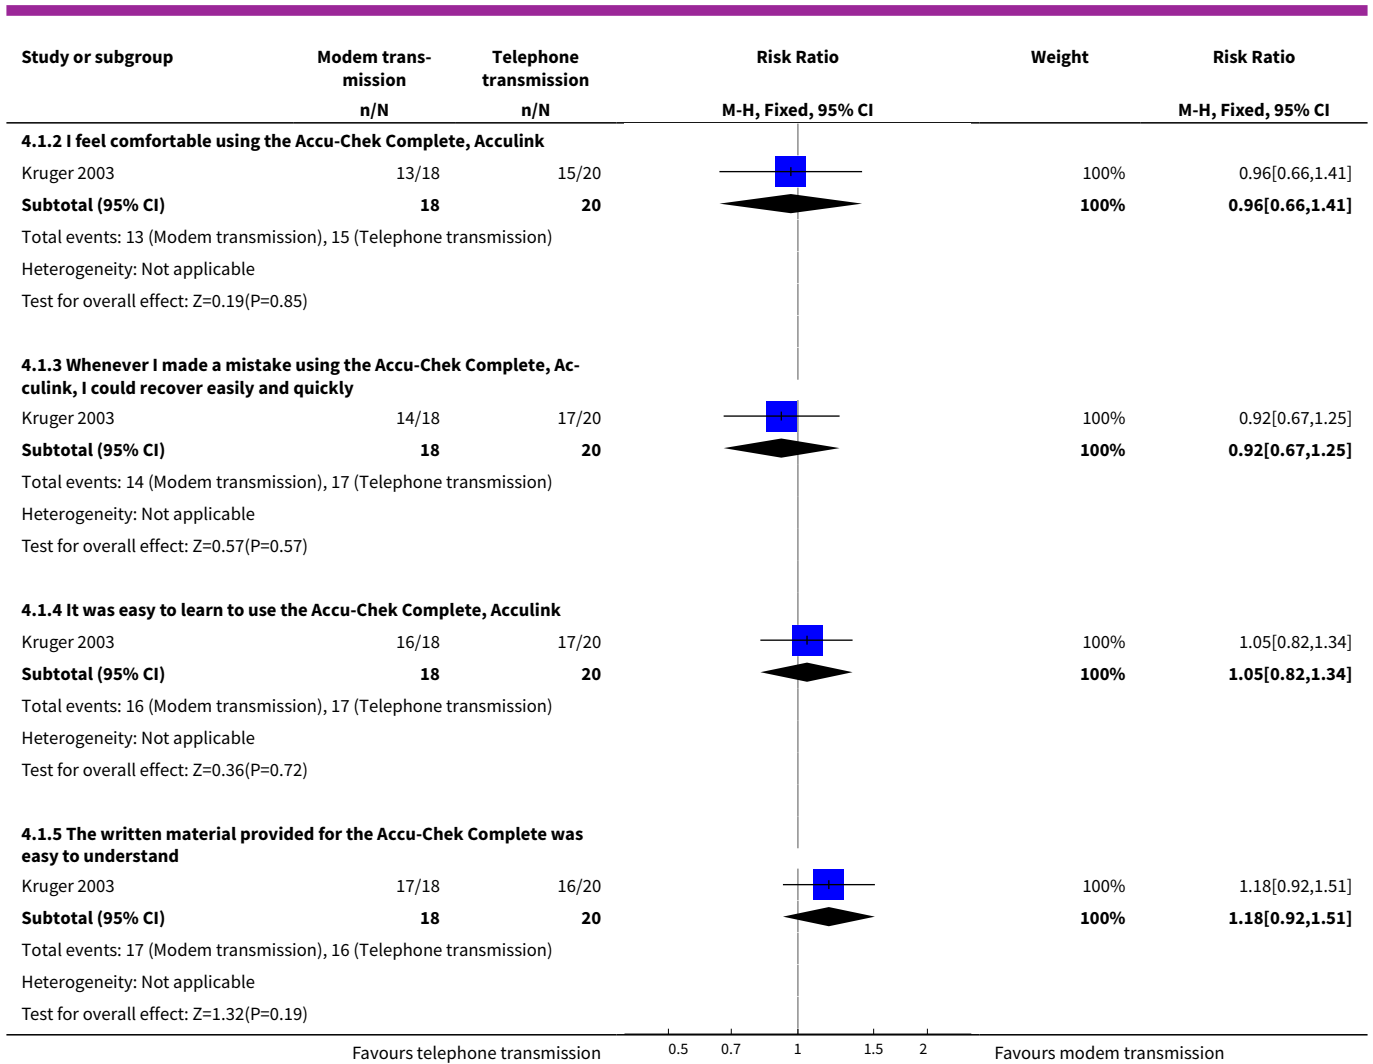 Study or subgroup Modem trans- Telephone Risk Ratio Weight Risk Ratio
mission transmission
n/N n/N M-H, Fixed, 95% CI M-H, Fixed, 95% CI
4.1.2 I feel comfortable using the Accu-Chek Complete, Acculink
Kruger 2003 13/18 15/20 100% 0.96[0.66,1.41]
Subtotal (95% CI) 18 20 100% 0.96[0.66,1.41]
Total events: 13 (Modem transmission), 15 (Telephone transmission)
Heterogeneity: Not applicable
Test for overall effect: Z=0.19(P=0.85)
4.1.3 Whenever I made a mistake using the Accu-Chek Complete, Ac-
culink, I could recover easily and quickly
Kruger 2003 14/18 17/20 100% 0.92[0.67,1.25]
Subtotal (95% CI) 18 20 100% 0.92[0.67,1.25]
Total events: 14 (Modem transmission), 17 (Telephone transmission)
Heterogeneity: Not applicable
Test for overall effect: Z=0.57(P=0.57)
4.1.4 It was easy to learn to use the Accu-Chek Complete, Acculink
Kruger 2003 16/18 17/20 100% 1.05[0.82,1.34]
Subtotal (95% CI) 18 20 100% 1.05[0.82,1.34]
Total events: 16 (Modem transmission), 17 (Telephone transmission)
Heterogeneity: Not applicable
Test for overall effect: Z=0.36(P=0.72)
4.1.5 The written material provided for the Accu-Chek Complete was
easy to understand
Kruger 2003 17/18 16/20 100% 1.18[0.92,1.51]
Subtotal (95% CI) 18 20 100% 1.18[0.92,1.51]
Total events: 17 (Modem transmission), 16 (Telephone transmission)
Heterogeneity: Not applicable
Test for overall effect: Z=1.32(P=0.19)
Favours telephone transmission 0.5 0.7 1 1.5 2 Favours modem transmission